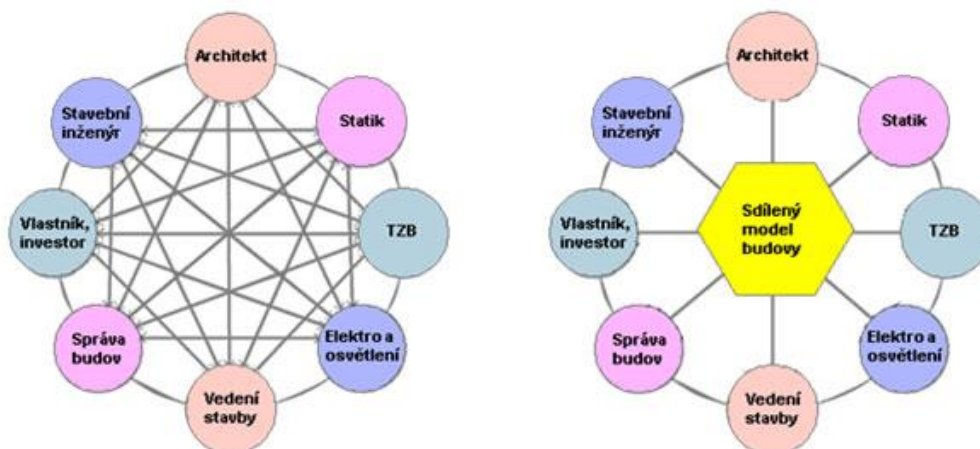 Architekt
Stavební
inženýr
Statik
Vlastník,
investor
TZB
Správa
budov
Elektro a
osvětlení
Vedení
stavby
Architekt
Stavební
inženýr
Statik
Vlastník,
investor
Sdílený
model
budovy
TZB
Správa
budov
Elektro a
osvětlení
Vedení
stavby